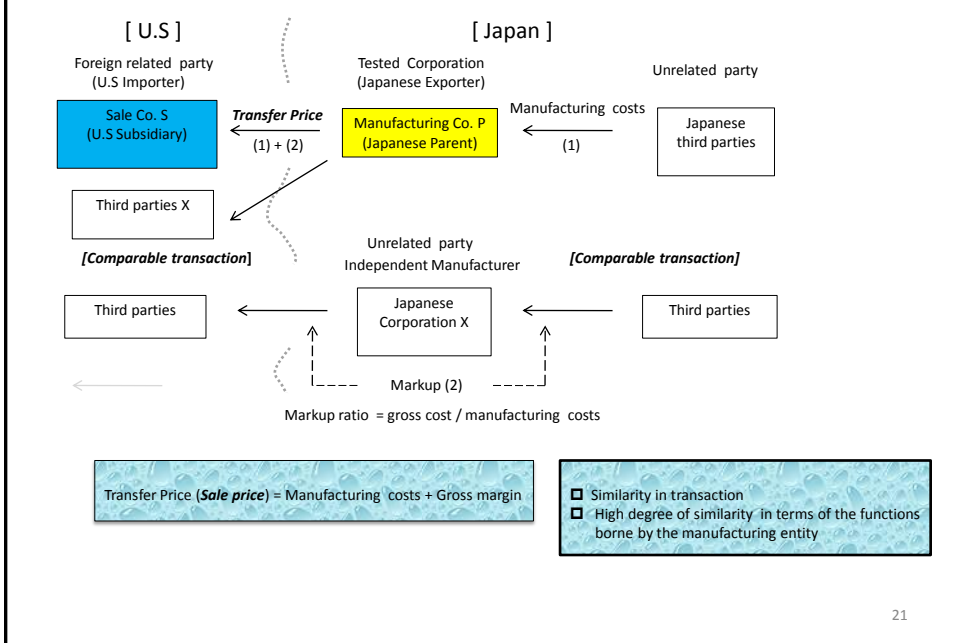 [ U.S ]
[ Japan ]
Foreign related party
(U.S Importer)
Tested Corporation
(Japanese Exporter)
Unrelated party
Sale Co. S
(U.S Subsidiary)
Transfer Price
(1) + (2)
Manufacturing Co. P
(Japanese Parent)
Manufacturing costs
(1)
Japanese
third parties
Third parties X
[Comparable transaction]
Unrelated party
Independent Manufacturer
[Comparable transaction]
Third parties
Japanese
Corporation X
Third parties
Markup (2)
Markup ratio = gross cost / manufacturing costs
Transfer Price (Sale price) = Manufacturing costs + Gross margin
Similarity in transaction
High degree of similarity in terms of the functions
borne by the manufacturing entity
21